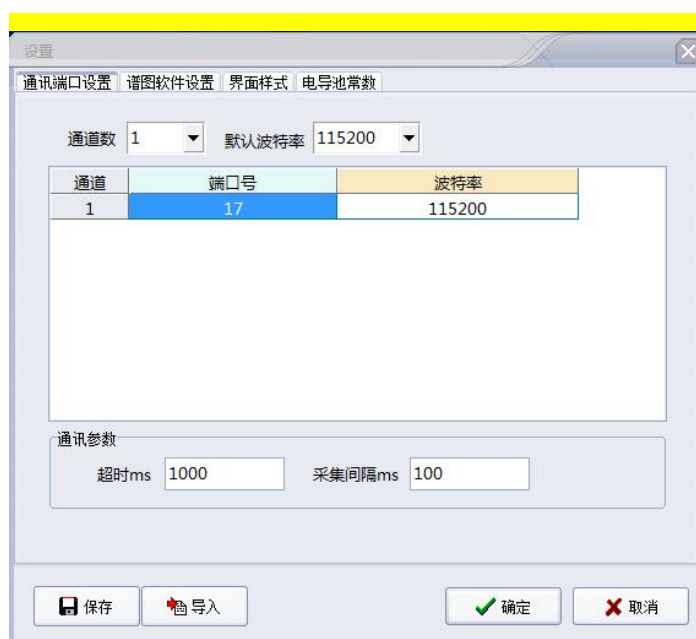 设置
通讯端口设置 谱图软件设置 界面样式 电导池常数
通道数 1 默认波特率 115200
通道 端口号 波特率
1 17 115200
通讯参数
超时ms 1000 采集间隔ms 100
保存 导入 确定 取消